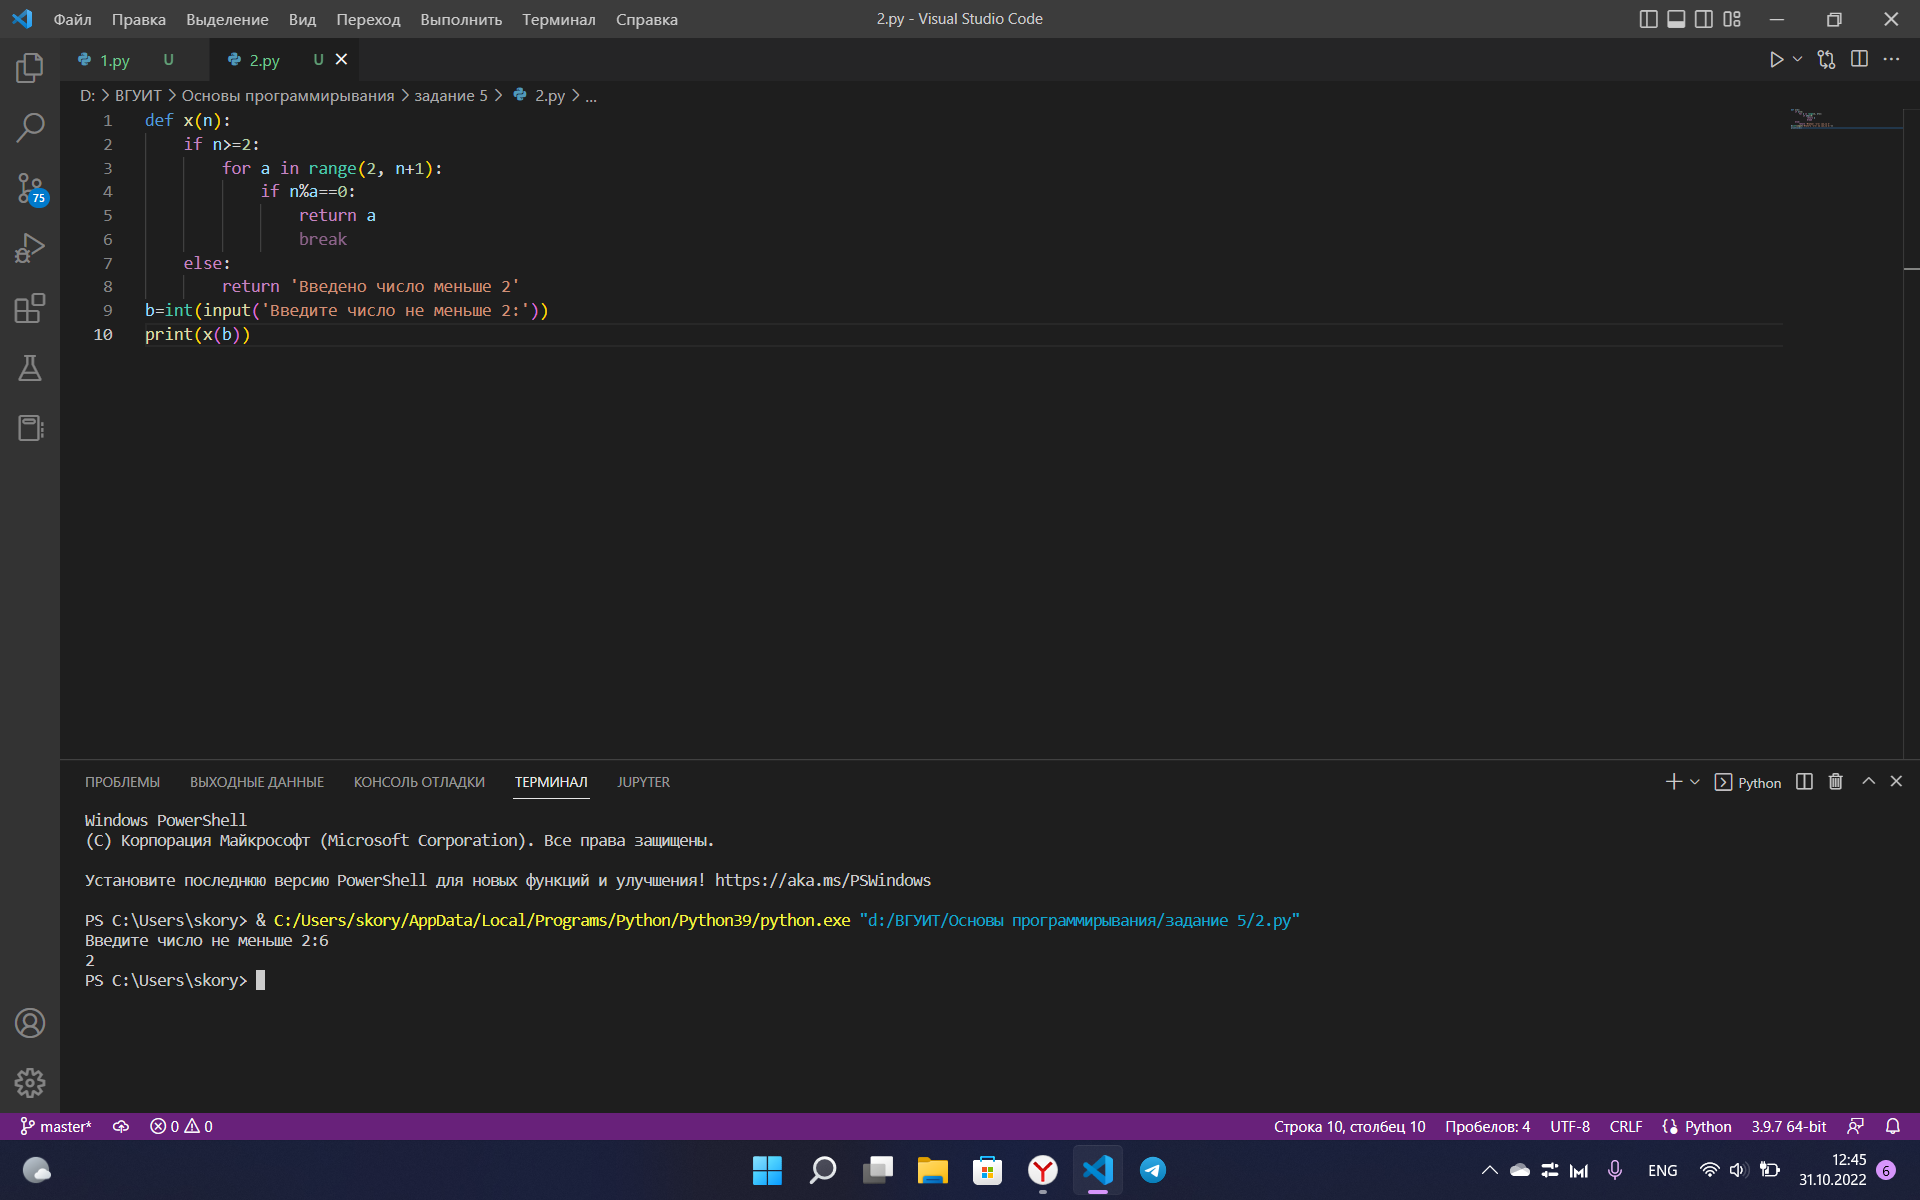 Файл Правка Выделение Вид Переход Выполнить Терминал Справка 2.py - Visual Studio Code
1.py U 2.py U
D: > ВГУИТ > Основы программирывания > задание 5 > 2.py > ...
1 def x(n):
2 if n>=2:
3 for a in range(2, n+1):
4 if n%a==0:
5 return a
6 break
7 else:
8 return 'Введено число меньше 2'
9 b=int(input('Введите число не меньше 2:'))
10 print(x(b))
75
ПРОБЛЕМЫ ВЫХОДНЫЕ ДАННЫЕ КОНСОЛЬ ОТЛАДКИ ТЕРМИНАЛ JUPYTER Python
Windows PowerShell
(C) Корпорация Майкрософт (Microsoft Corporation). Все права защищены.
Установите последнюю версию PowerShell для новых функций и улучшения! https://aka.ms/PSWindows
PS C:\Users\skory> & C:/Users/skory/AppData/Local/Programs/Python/Python39/python.exe "d:/ВГУИТ/Основы программирывания/задание 5/2.py"
Введите число не меньше 2:6
2
PS C:\Users\skory>
master* 0 0 Строка 10, столбец 10 Пробелов: 4 UTF-8 CRLF Python 3.9.7 64-bit
ENG 12:45
31.10.2022 6